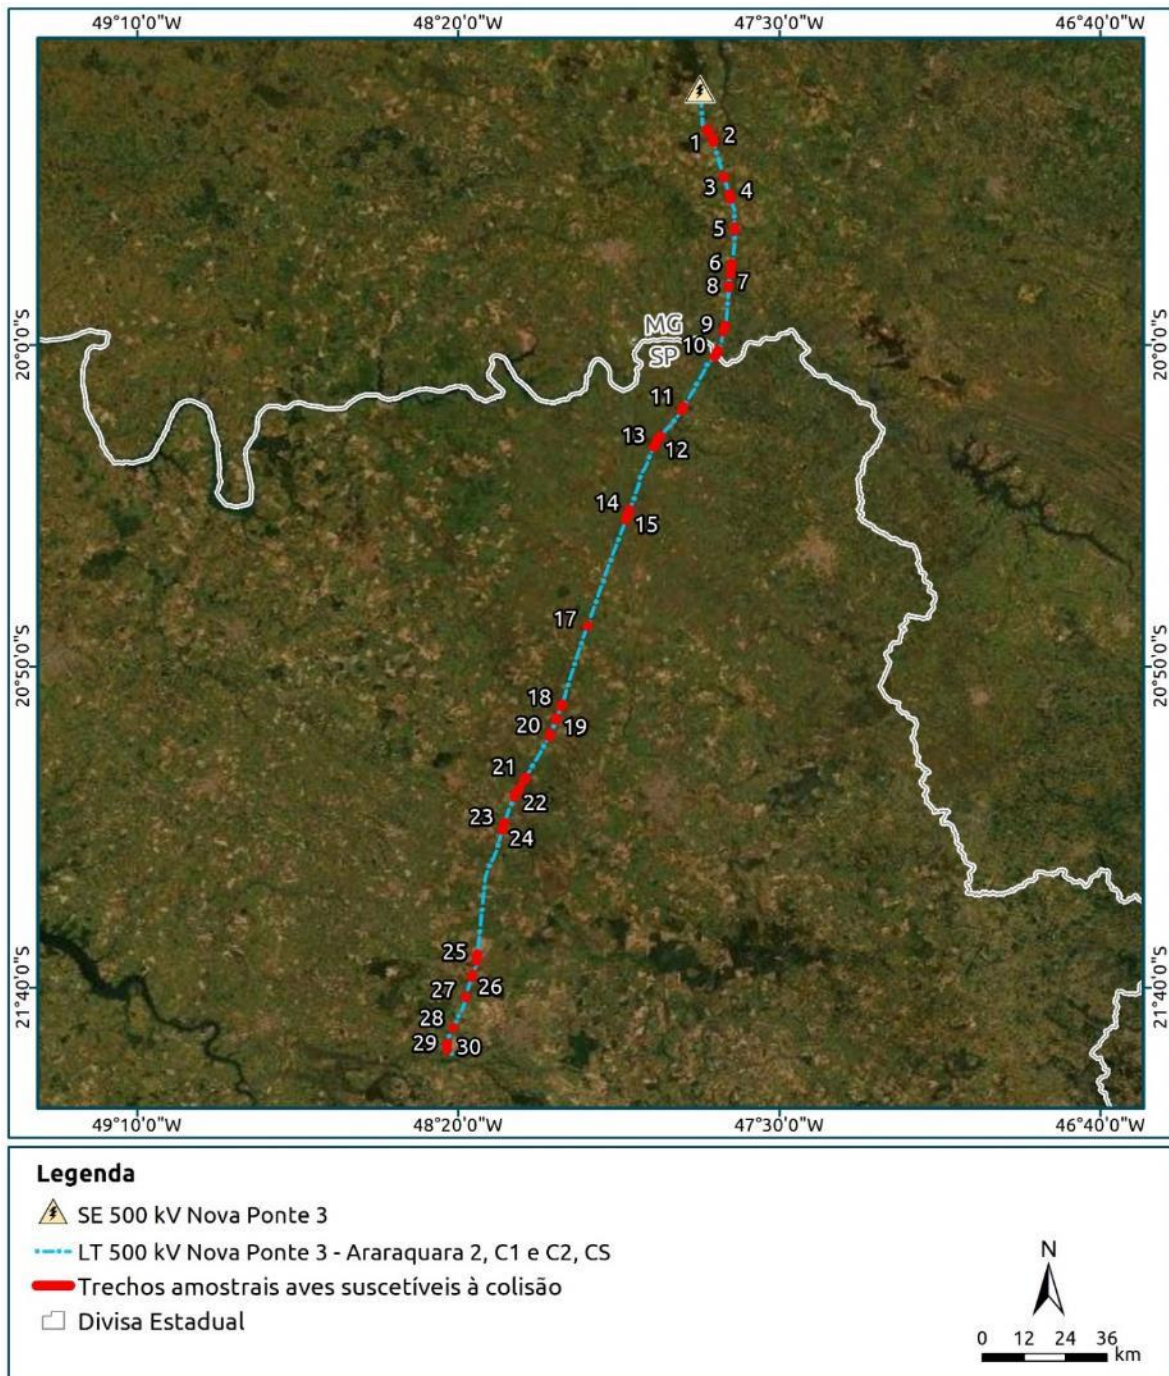 49°10'0"W 48°20'0"W 47°30'0"W 46°40'0"W
1 2
3 4
5
6
8 7
9 MG
20°0'0"S 10 SP 20°0'0"S
11
13 12
14
15
17
20°50'0"S 20°50'0"S
18
20 19
21
22
23
24
25
21°40'0"S 27 26 21°40'0"S
28
29 30
49°10'0"W 48°20'0"W 47°30'0"W 46°40'0"W
Legenda
SE 500 kV Nova Ponte 3
LT 500 kV Nova Ponte 3 - Araraquara 2, C1 e C2, CS
Trechos amostrais aves suscetíveis à colisão
Divisa Estadual
N
0 12 24 36
km